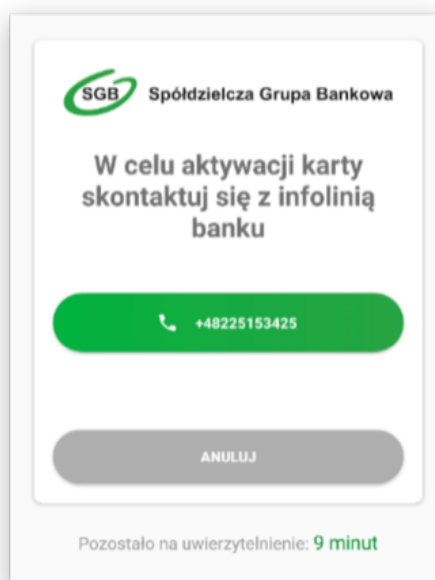 SGB Spółdzielcza Grupa Bankowa
W celu aktywacji karty
skontaktuj się z infolinią
banku
+48225153425
ANULUJ
Pozostało na uwierzytelnienie: 9 minut